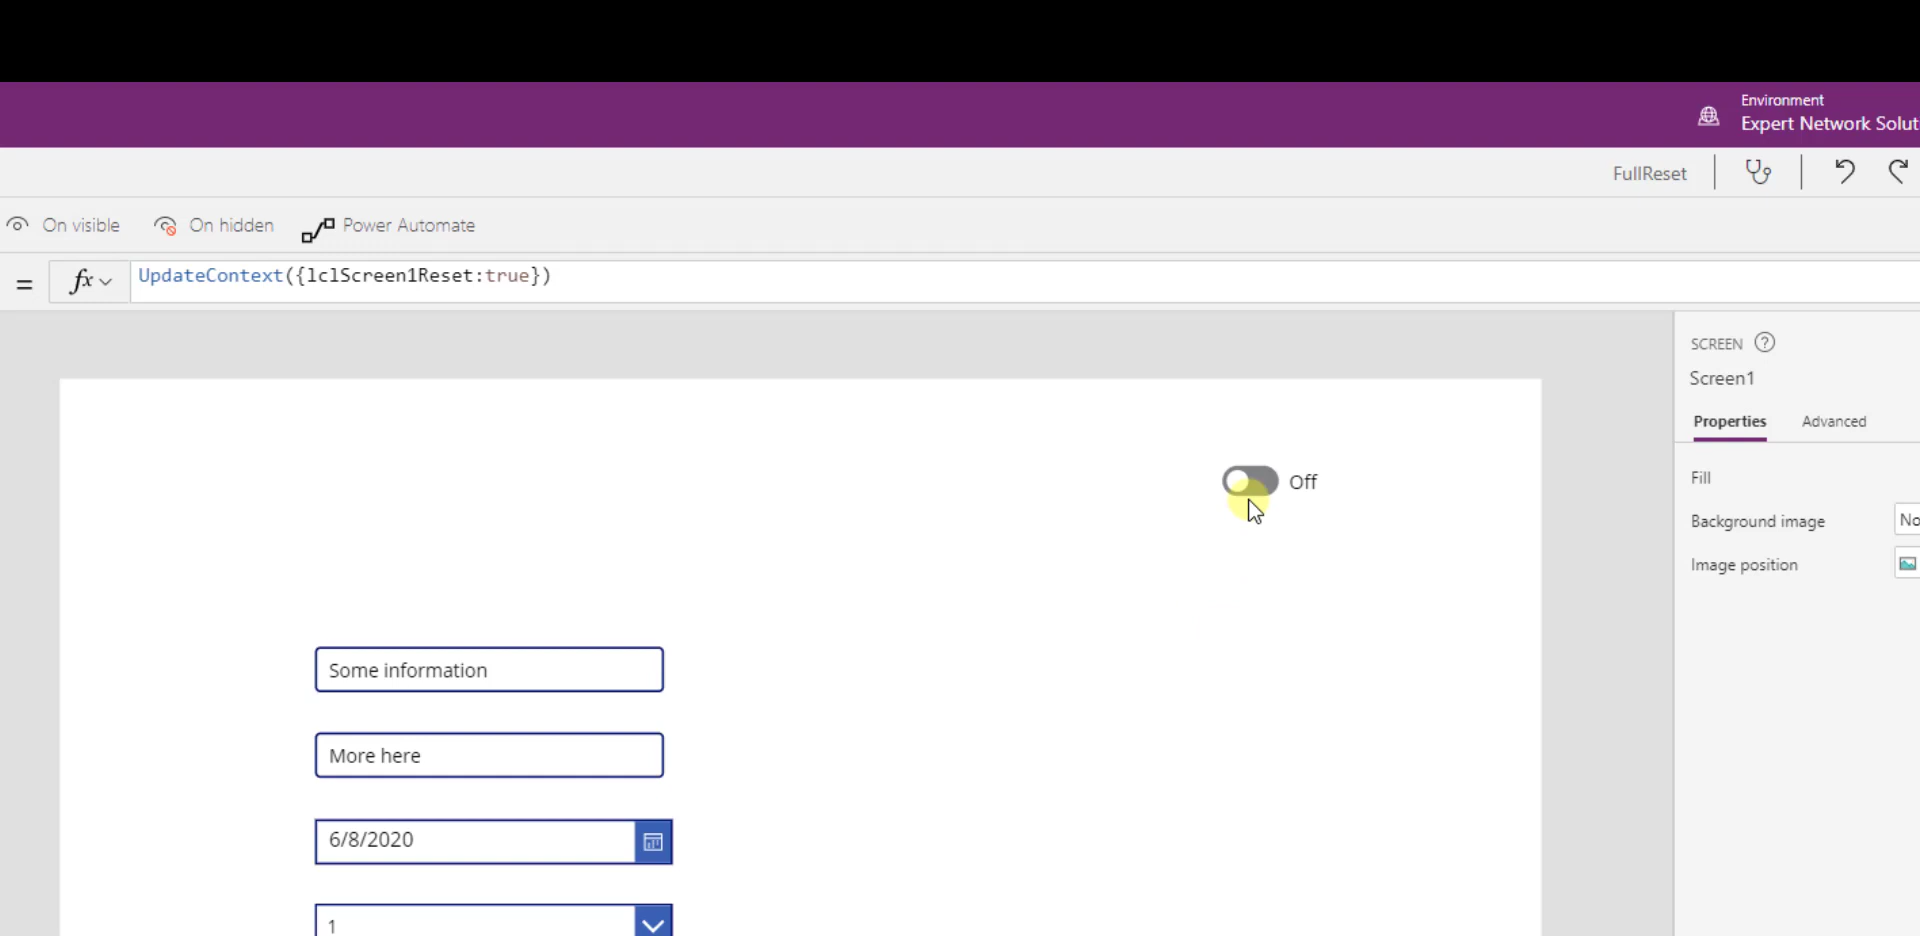 Environment
Expert Network Solut
FullReset
On visible On hidden Power Automate
= fx UpdateContext({lclScreen1Reset:true})
SCREEN ?
Screen1
Properties Advanced
Off
Fill
Background image No
Image position
Some information
More here
6/8/2020
1